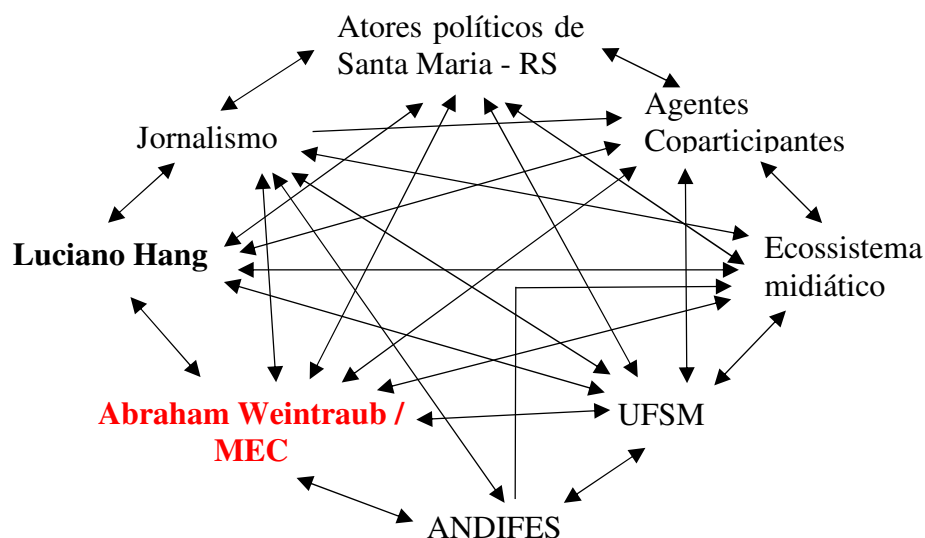 Atores políticos de
Santa Maria - RS
Jornalismo
Agentes
Coparticipantes
Luciano Hang
Ecossistema
midiático
Abraham Weintraub /
MEC
UFSM
ANDIFES